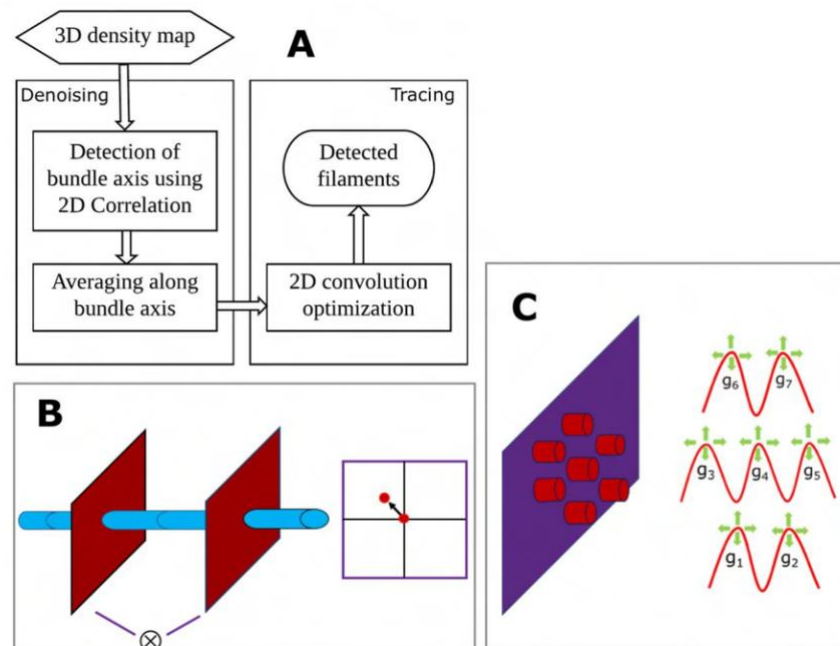 3D density map
A
Denoising
Tracing
Detection of
bundle axis using
2D Correlation
Detected
filaments
Averaging along
bundle axis
2D convolution
optimization
B
C
g6 g7
g3 g4 g5
g1 g2